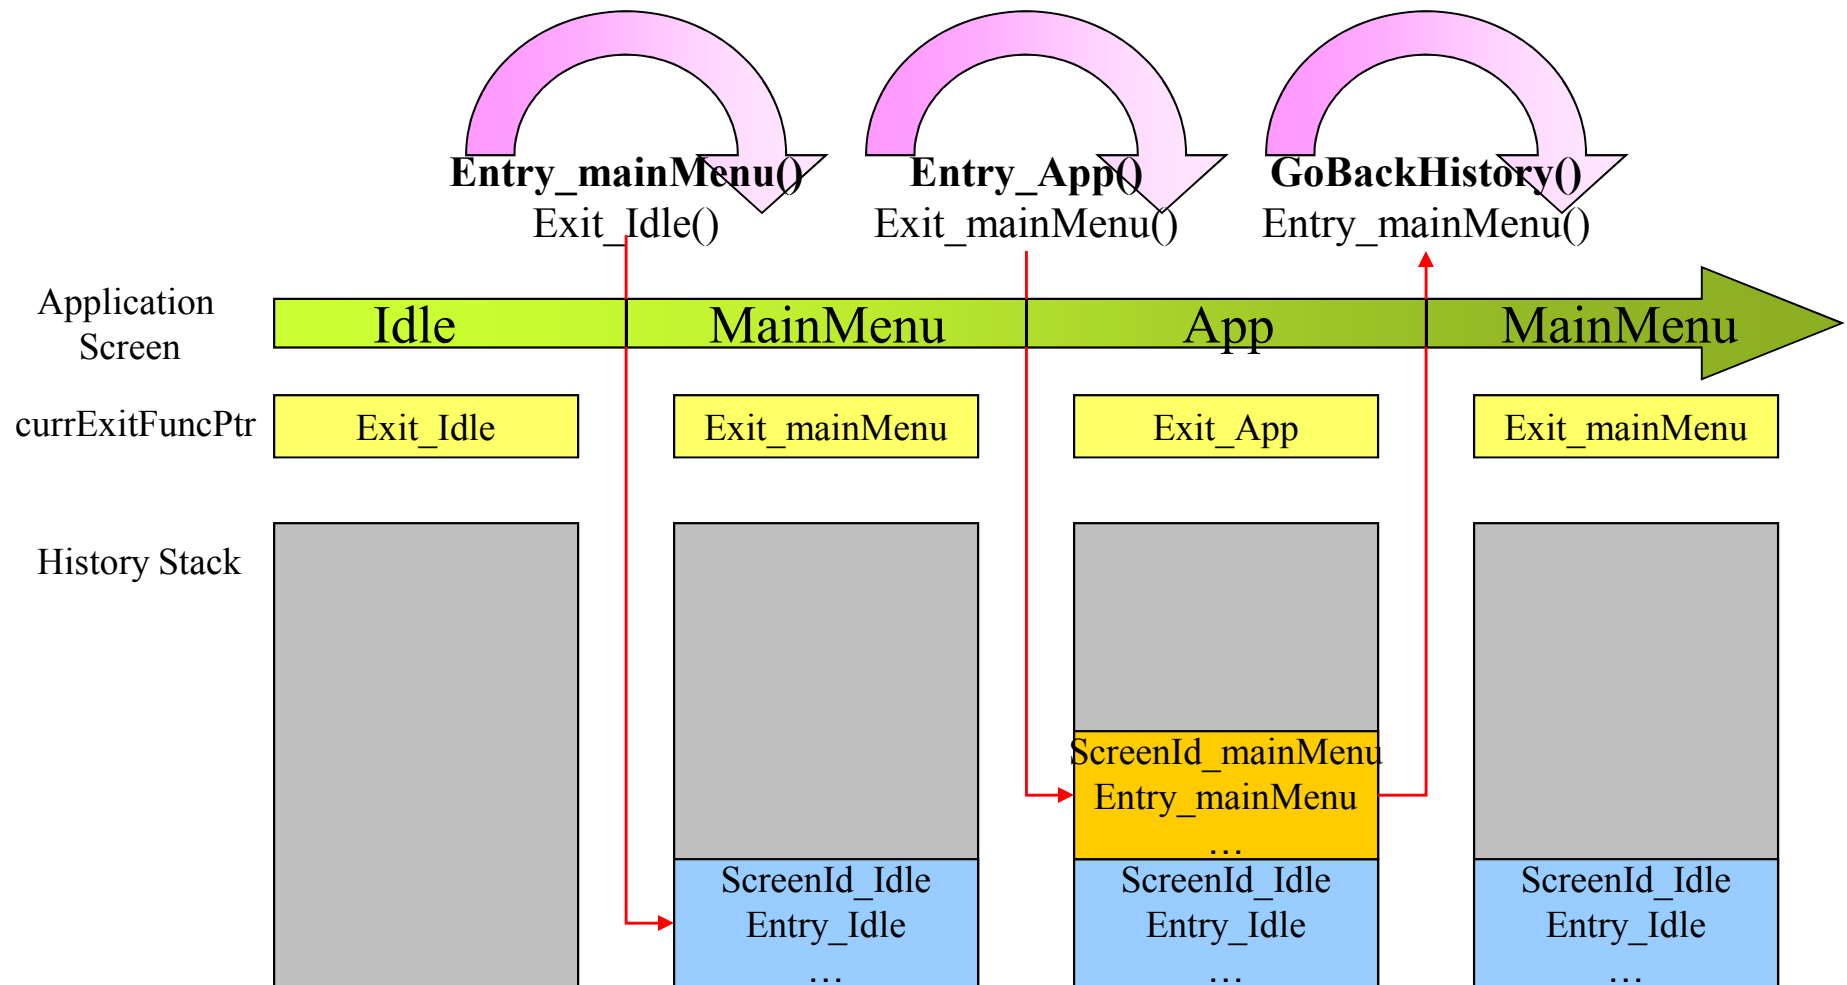 Entry_mainMenu()
Exit_Idle()
Entry_App()
Exit_mainMenu()
GoBackHistory()
Entry_mainMenu()
Application
Screen
Idle
MainMenu
App
MainMenu
currExitFuncPtr
Exit_Idle
Exit_mainMenu
Exit_App
Exit_mainMenu
History Stack
ScreenId_mainMenu
Entry_mainMenu
...
ScreenId_Idle
Entry_Idle
...
ScreenId_Idle
Entry_Idle
...
ScreenId_Idle
Entry_Idle
...